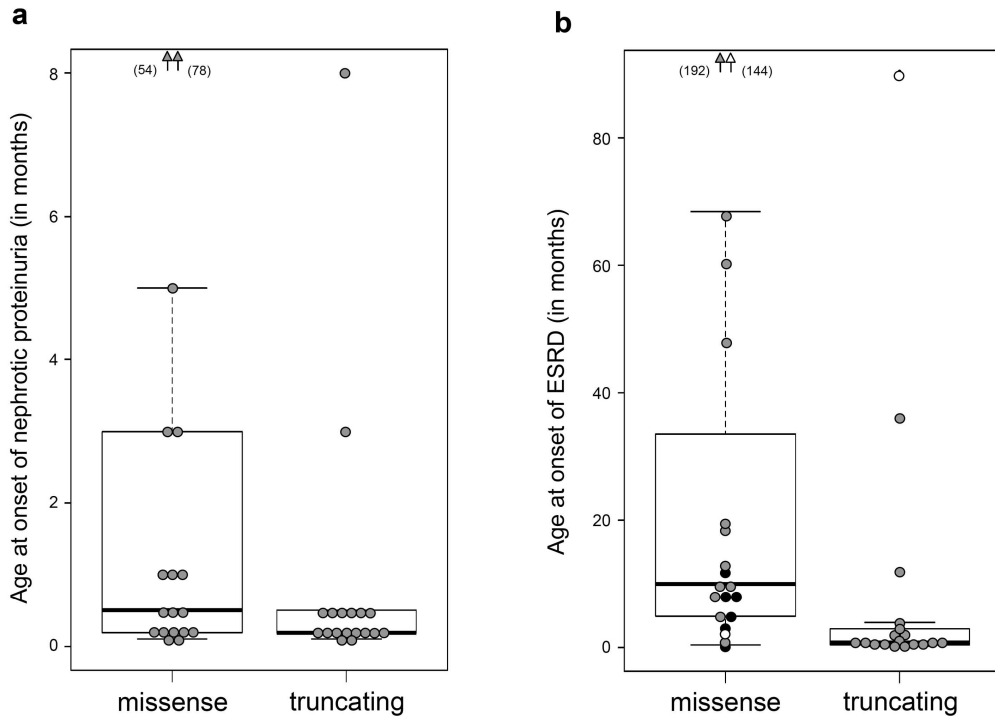 a
Age at onset of nephrotic proteinuria (in months)
8
6
4
2
0
(54) (78)
missense truncating
b
Age at onset of ESRD (in months)
80
60
40
20
0
(192) (144)
missense truncating